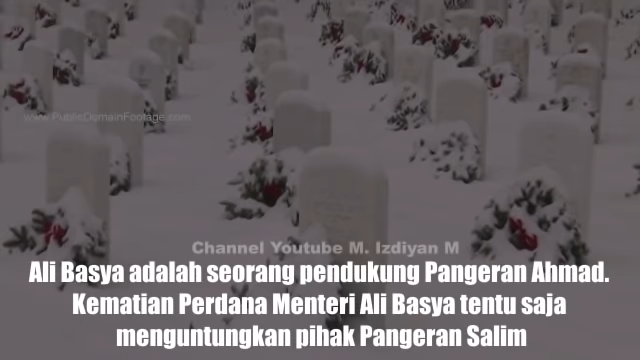 www.PublicDomainFootage.com
Channel Youtube M. Izdiyan M
Ali Basya adalah seorang pendukung Pangeran Ahmad.
Kematian Perdana Menteri Ali Basya tentu saja
menguntungkan pihak Pangeran Salim